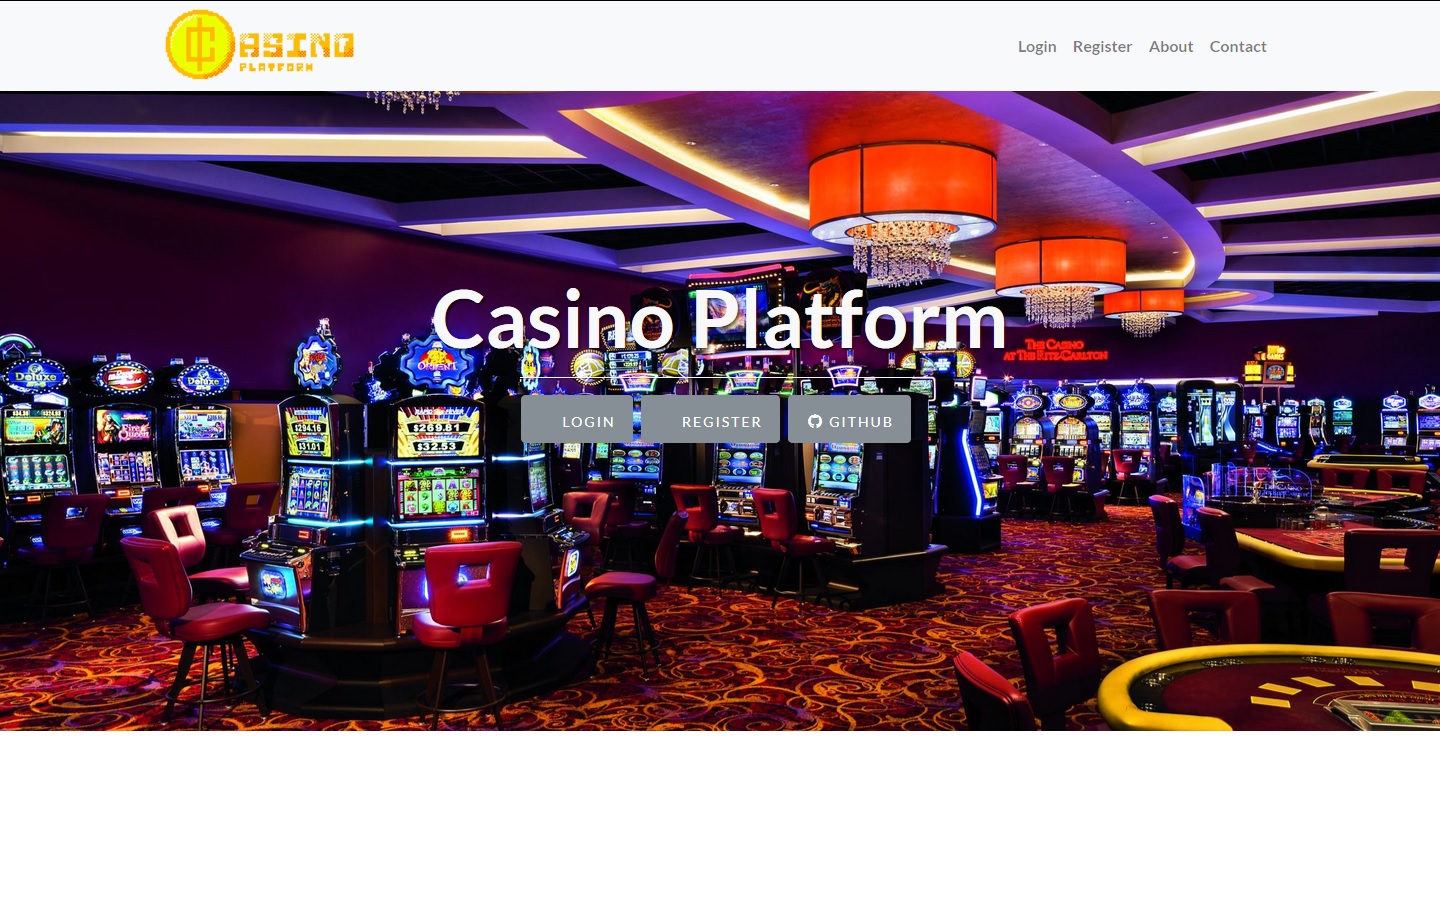 CASINO
PLATFORM
Login Register About Contact
Casino Platform
THE CASINO
AT THE RITZ-CARLTON
ORIENT
Deluxe
Deluxe
Fire Queen
$294.16
$269.81
$31.01
$32.53
LOGIN REGISTER GITHUB